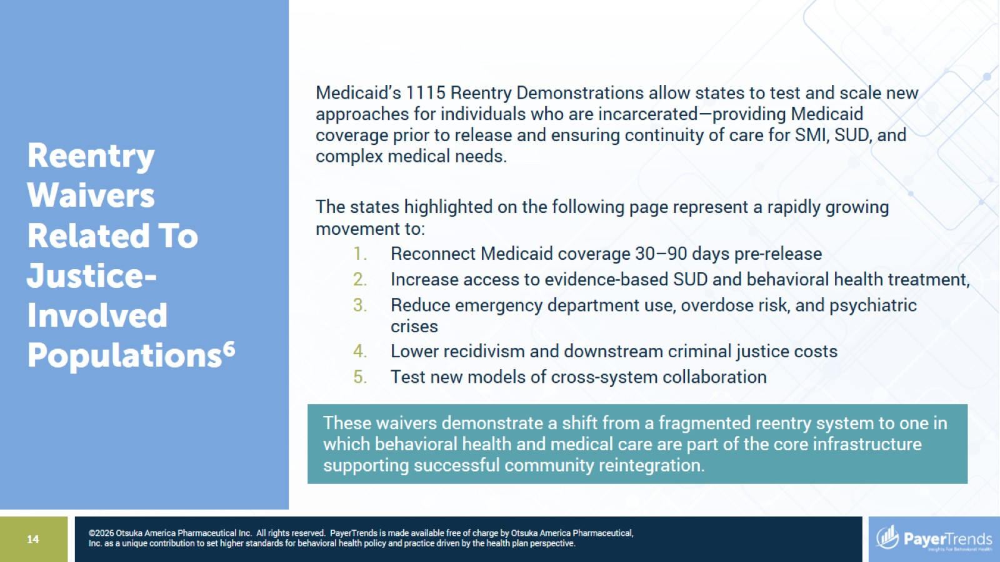 Reentry
Waivers
Related To
Justice-
Involved
Populations⁶
Medicaid’s 1115 Reentry Demonstrations allow states to test and scale new
approaches for individuals who are incarcerated—providing Medicaid
coverage prior to release and ensuring continuity of care for SMI, SUD, and
complex medical needs.
The states highlighted on the following page represent a rapidly growing
movement to:
1. Reconnect Medicaid coverage 30–90 days pre-release
2. Increase access to evidence-based SUD and behavioral health treatment,
3. Reduce emergency department use, overdose risk, and psychiatric
crises
4. Lower recidivism and downstream criminal justice costs
5. Test new models of cross-system collaboration
These waivers demonstrate a shift from a fragmented reentry system to one in
which behavioral health and medical care are part of the core infrastructure
supporting successful community reintegration.
14
©2026 Otsuka America Pharmaceutical Inc. All rights reserved. PayerTrends is made available free of charge by Otsuka America Pharmaceutical,
Inc. as a unique contribution to set higher standards for behavioral health policy and practice driven by the health plan perspective.
PayerTrends
Insights For Behavioral Health